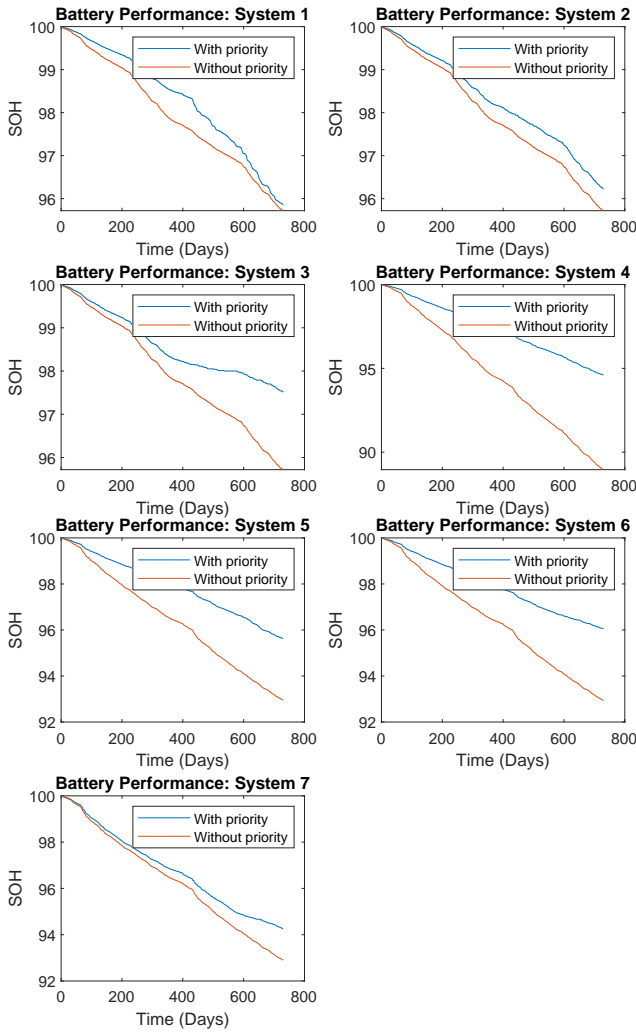 Battery Performance: System 1
100
99
98
97
96
SOH
With priority
Without priority
0 200 400 600 800
Time (Days)
Battery Performance: System 2
100
99
98
97
96
SOH
With priority
Without priority
0 200 400 600 800
Time (Days)
Battery Performance: System 3
100
99
98
97
96
SOH
With priority
Without priority
0 200 400 600 800
Time (Days)
Battery Performance: System 4
100
95
90
SOH
With priority
Without priority
0 200 400 600 800
Time (Days)
Battery Performance: System 5
100
98
96
94
92
SOH
With priority
Without priority
0 200 400 600 800
Time (Days)
Battery Performance: System 6
100
98
96
94
92
SOH
With priority
Without priority
0 200 400 600 800
Time (Days)
Battery Performance: System 7
100
98
96
94
92
SOH
With priority
Without priority
0 200 400 600 800
Time (Days)